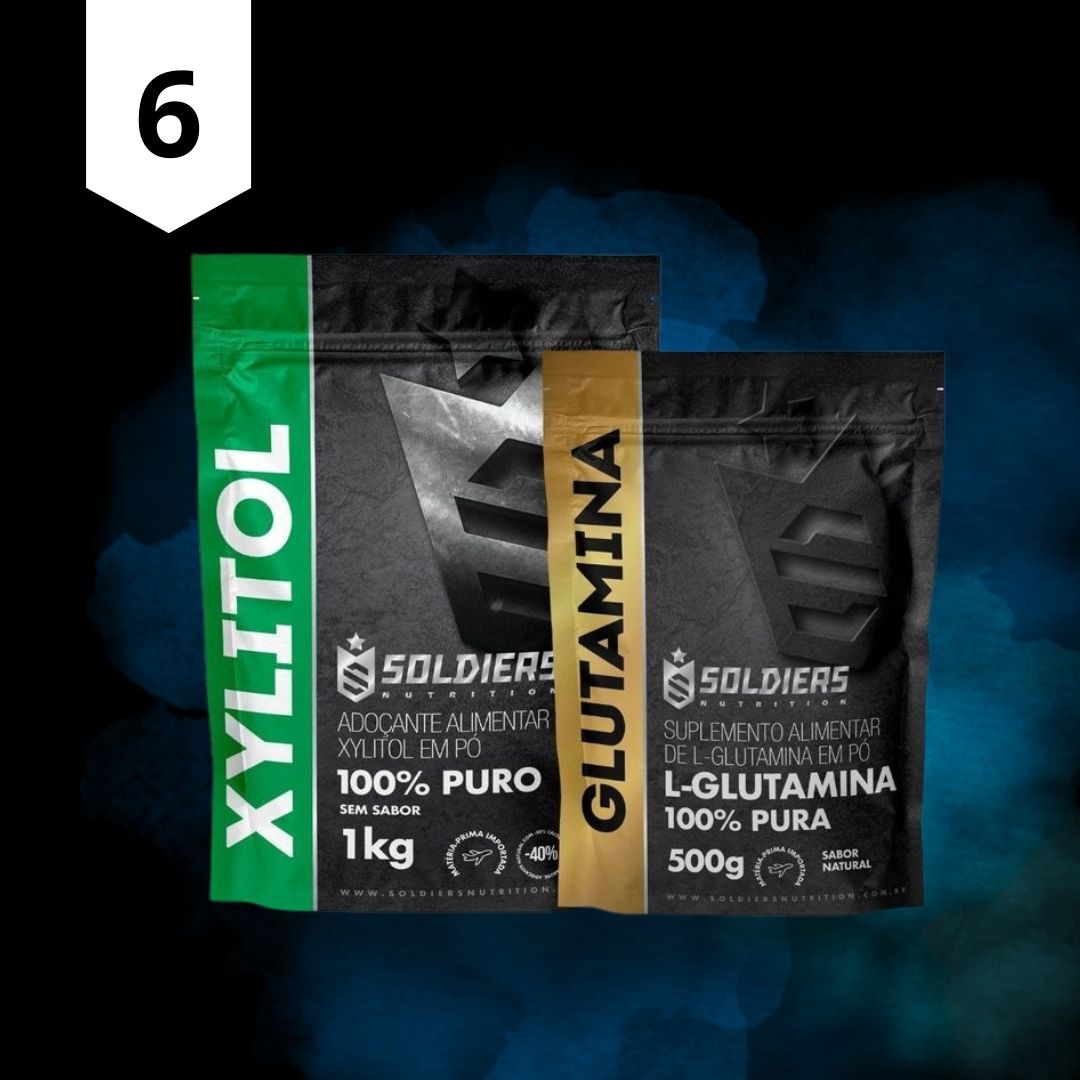 6
XYLITOL
SOLDIERS
NUTRITION
ADOÇANTE ALIMENTAR
XYLITOL EM PÓ
100% PURO
SEM SABOR
1kg
MATÉRIA-PRIMA IMPORTADA
-40%
WWW.SOLDIERSNUTRITION.
GLUTAMINA
SOLDIERS
NUTRITION
SUPLEMENTO ALIMENTAR
DE L-GLUTAMINA EM PÓ
L-GLUTAMINA
100% PURA
500g
MATÉRIA-PRIMA IMPORTADA
SABOR
NATURAL
WWW.SOLDIERSNUTRITION.COM.BR